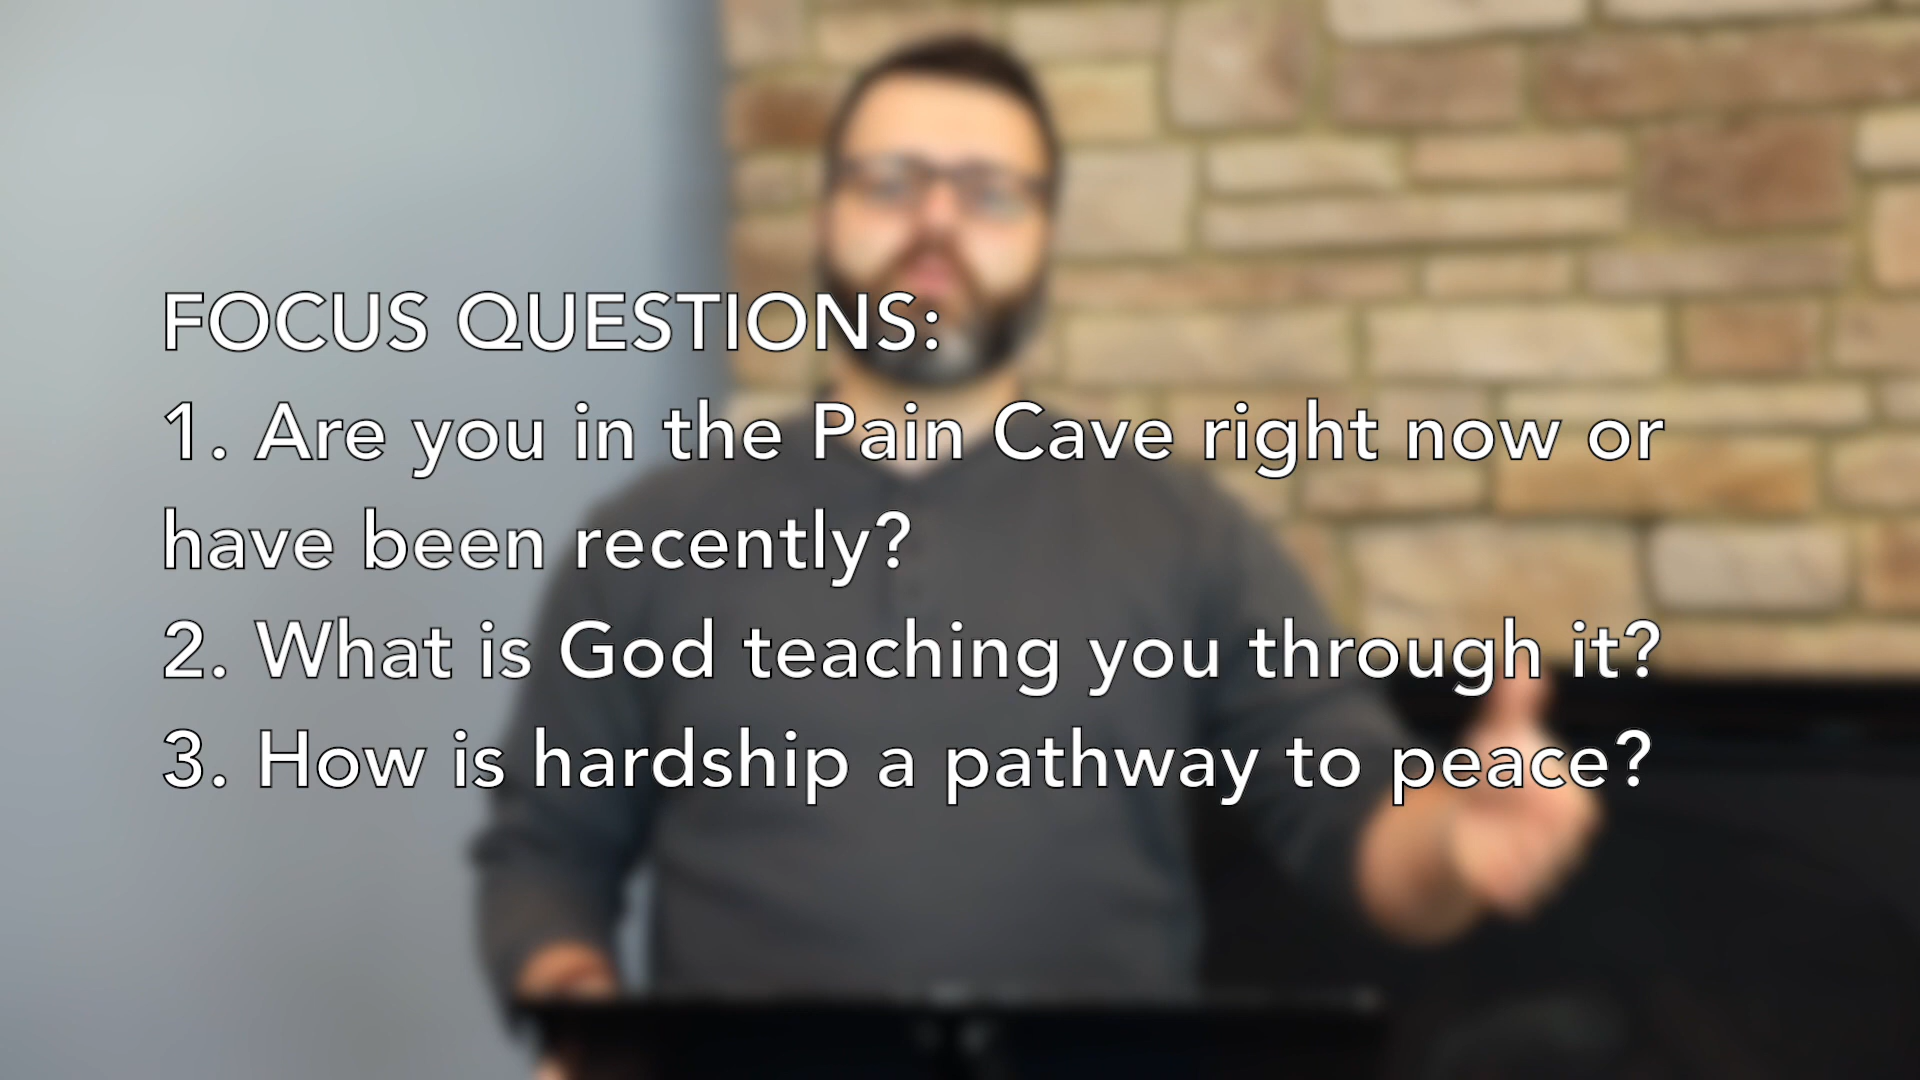 FOCUS QUESTIONS:
1. Are you in the Pain Cave right now or
have been recently?
2. What is God teaching you through it?
3. How is hardship a pathway to peace?